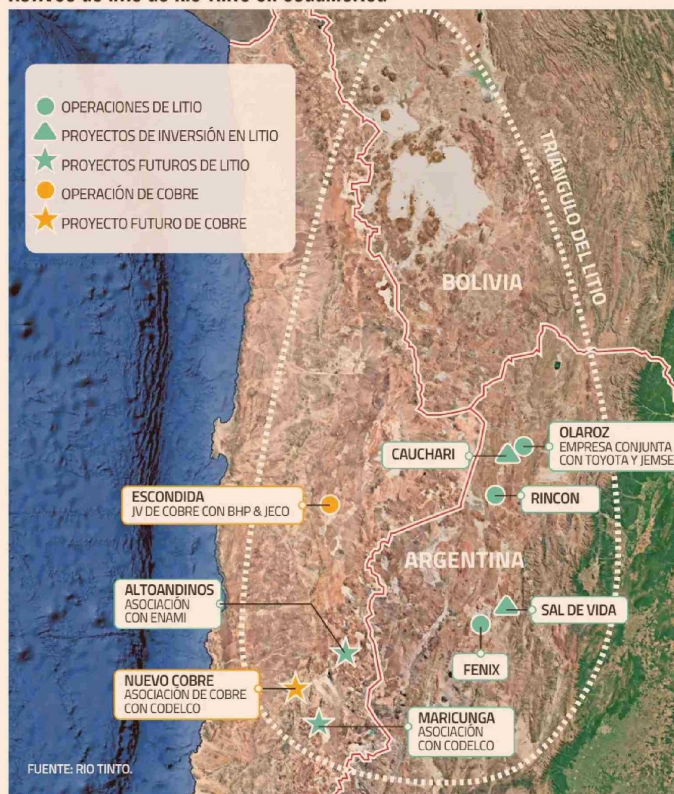 OPERACIONES DE LITIO
PROYECTOS DE INVERSIÓN EN LITIO
PROYECTOS FUTUROS DE LITIO
OPERACIÓN DE COBRE
PROYECTO FUTURO DE COBRE
TRIÁNGULO DEL LITIO
BOLIVIA
OLAROZ
EMPRESA CONJUNTA
CON TOYOTA Y JEMSE
CAUCHARI
RINCON
ESCONDIDA
JV DE COBRE CON BHP & JECO
ARGENTINA
ALTOANDINOS
ASOCIACIÓN
CON ENAMI
SAL DE VIDA
FENIX
NUEVO COBRE
ASOCIACIÓN DE COBRE
CON CODELCO
MARICUNGA
ASOCIACIÓN
CON CODELCO
FUENTE: RIO TINTO.